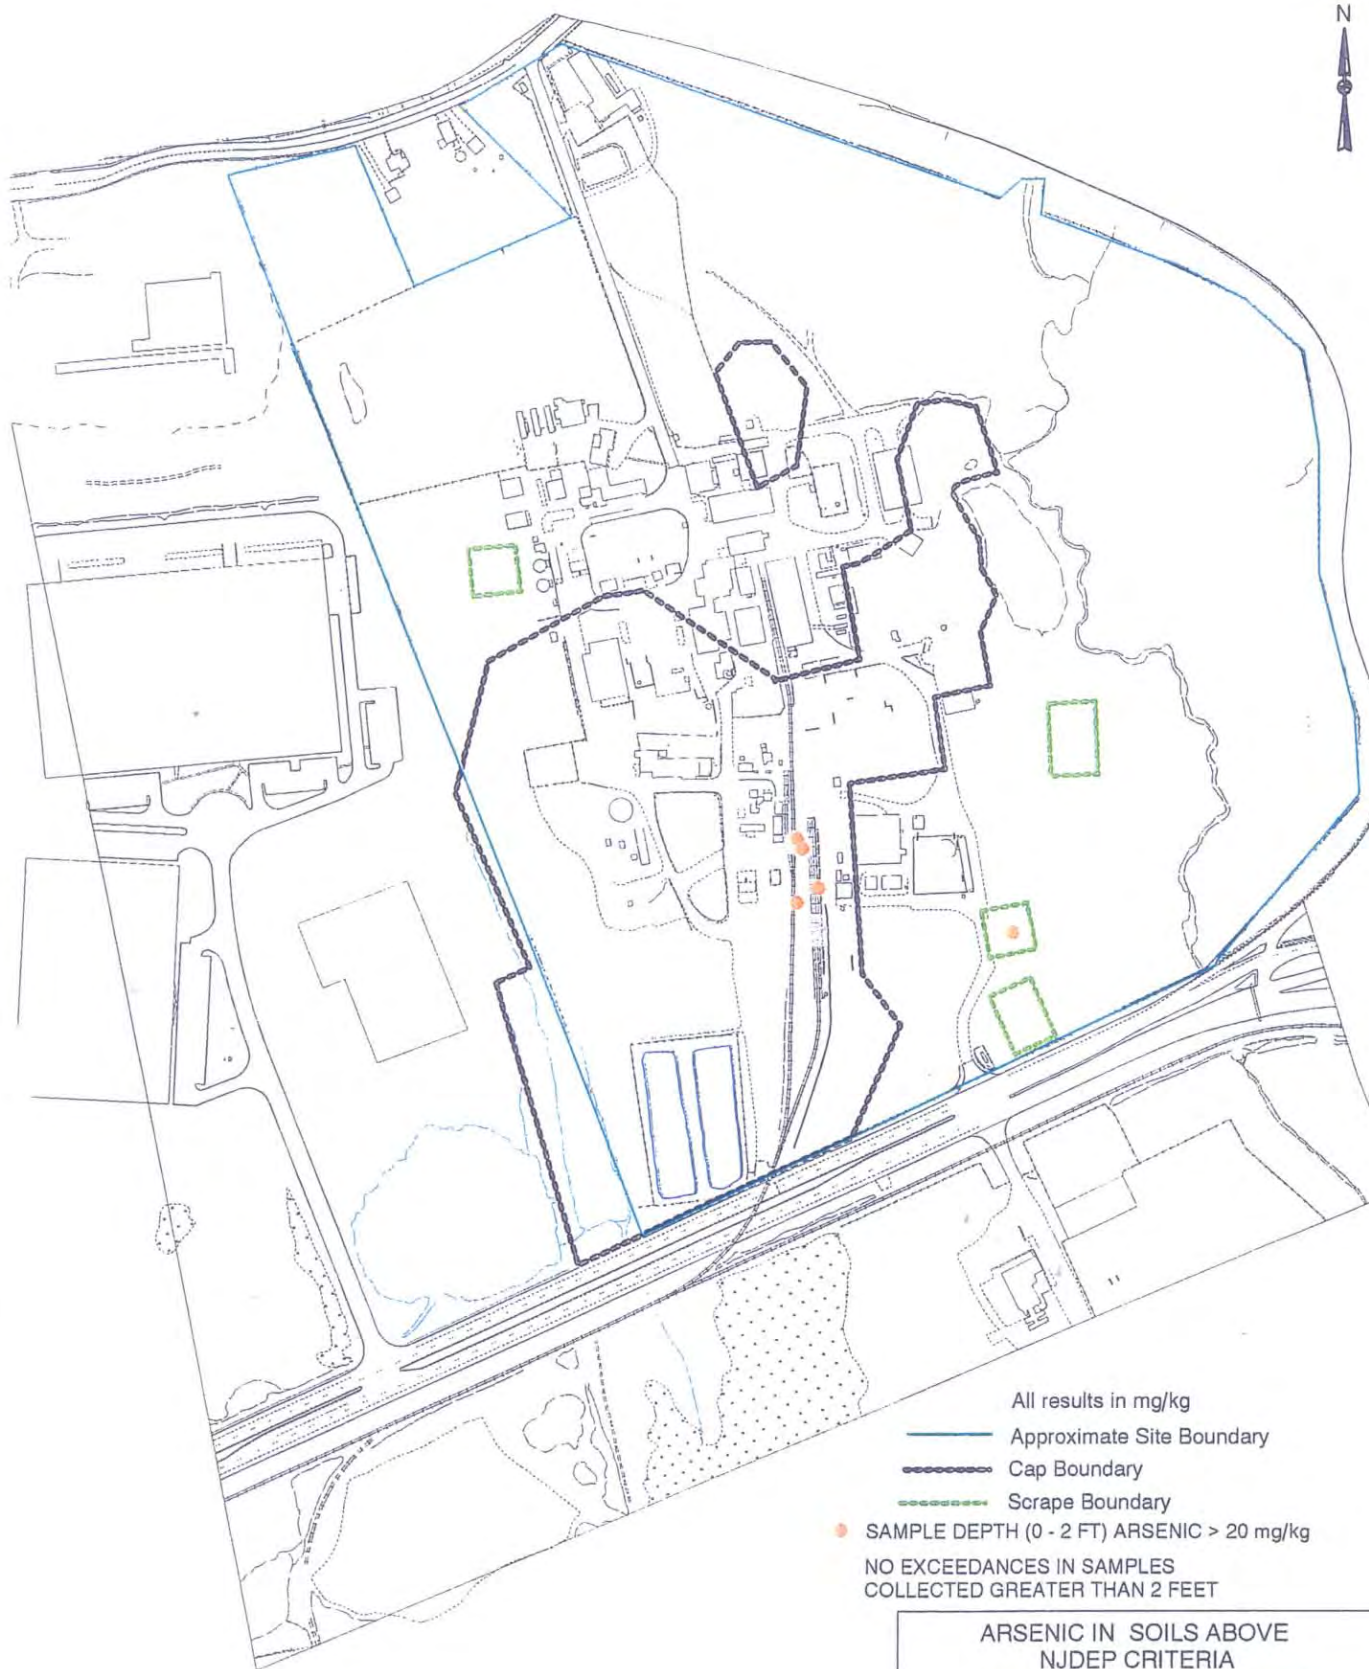 N
All results in mg/kg
Approximate Site Boundary
Cap Boundary
Scrape Boundary
SAMPLE DEPTH (0 - 2 FT) ARSENIC > 20 mg/kg
NO EXCEEDANCES IN SAMPLES
COLLECTED GREATER THAN 2 FEET
ARSENIC IN SOILS ABOVE
NJDEP CRITERIA